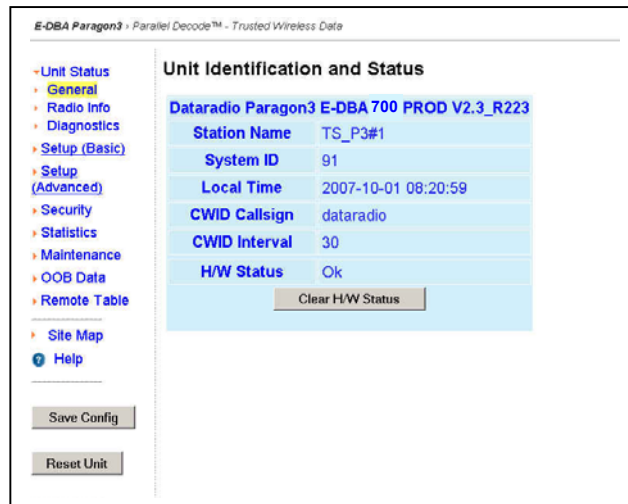 E-DBA Paragon3 › Parallel Decode™ - Trusted Wireless Data
Unit Status
General
Radio Info
Diagnostics
Setup (Basic)
Setup
(Advanced)
Security
Statistics
Maintenance
OOB Data
Remote Table
Site Map
Help
Save Config
Reset Unit
Unit Identification and Status
Dataradio Paragon3 E-DBA 700 PROD V2.3_R223
Station Name TS_P3#1
System ID 91
Local Time 2007-10-01 08:20:59
CWID Callsign dataradio
CWID Interval 30
H/W Status Ok
Clear H/W Status